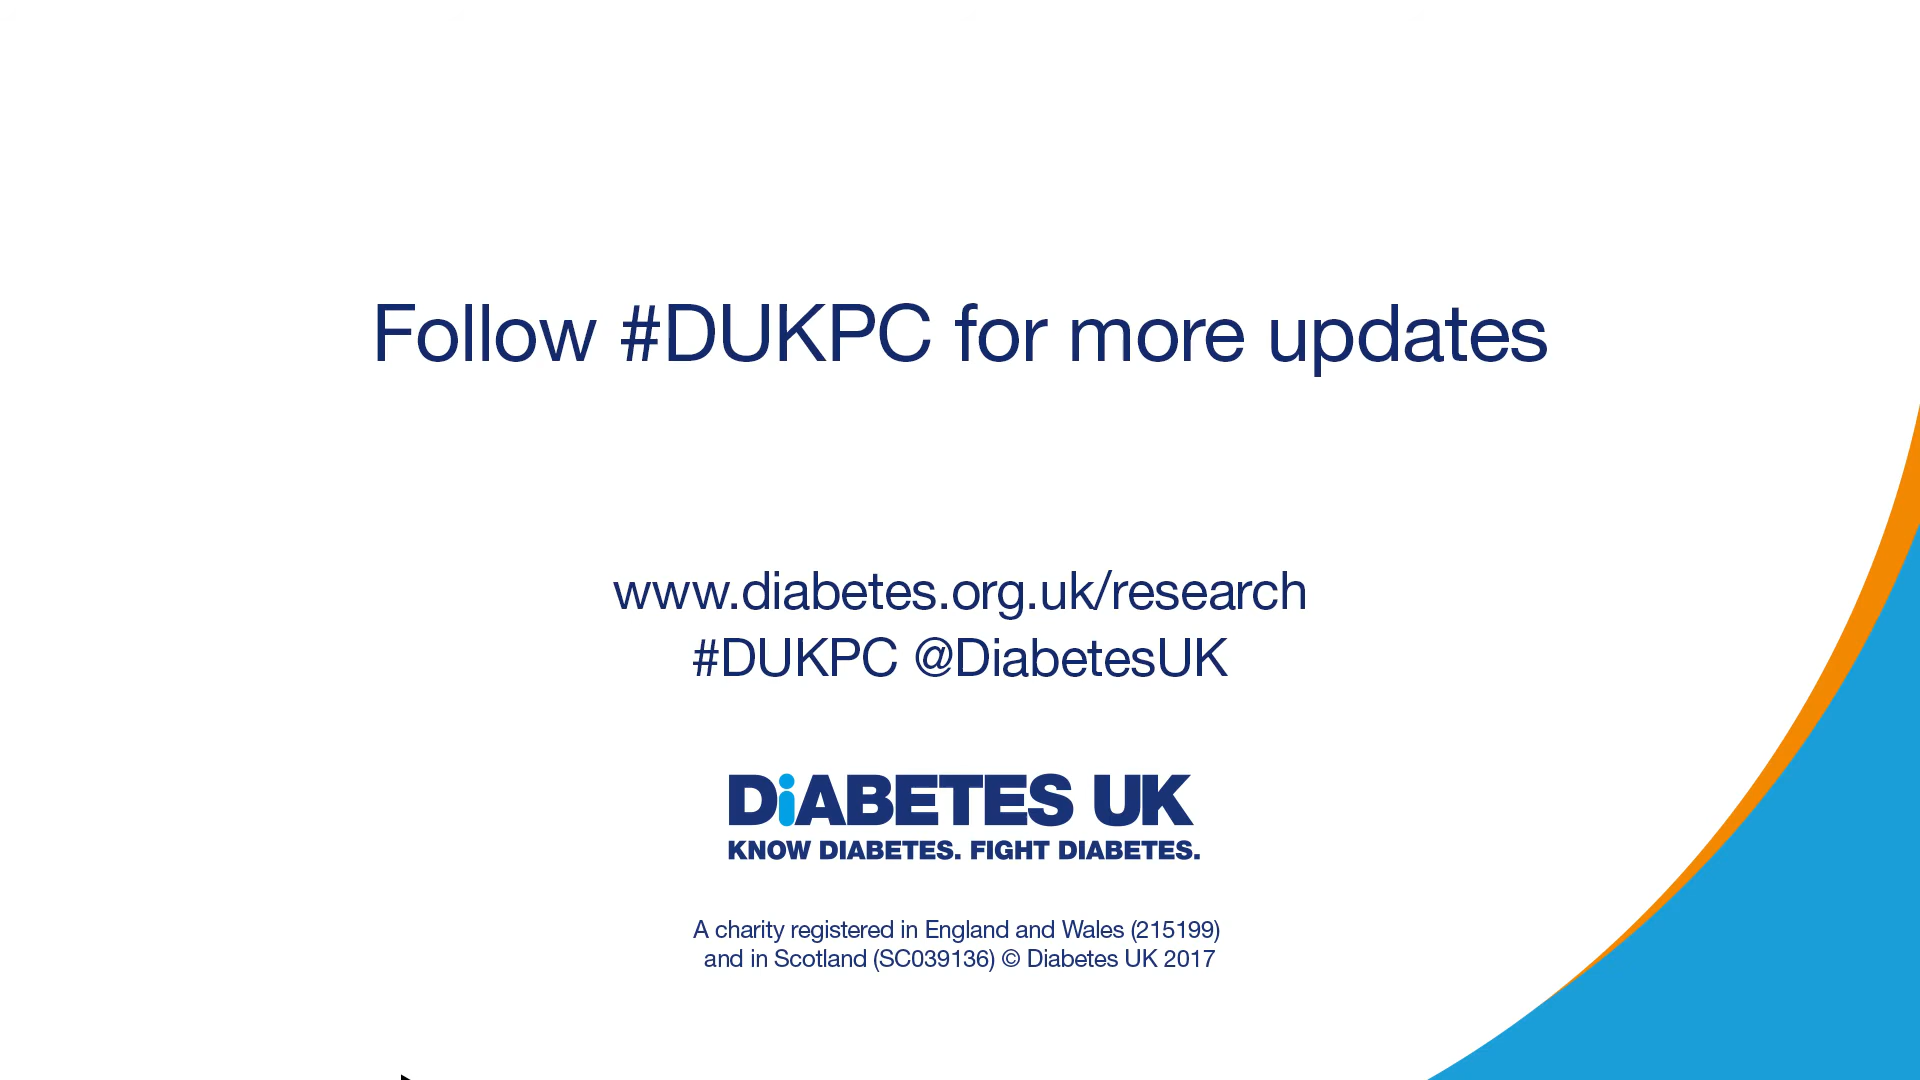 Follow #DUKPC for more updates
www.diabetes.org.uk/research
#DUKPC @DiabetesUK
DiABETES UK
KNOW DIABETES. FIGHT DIABETES.
A charity registered in England and Wales (215199)
and in Scotland (SC039136) © Diabetes UK 2017